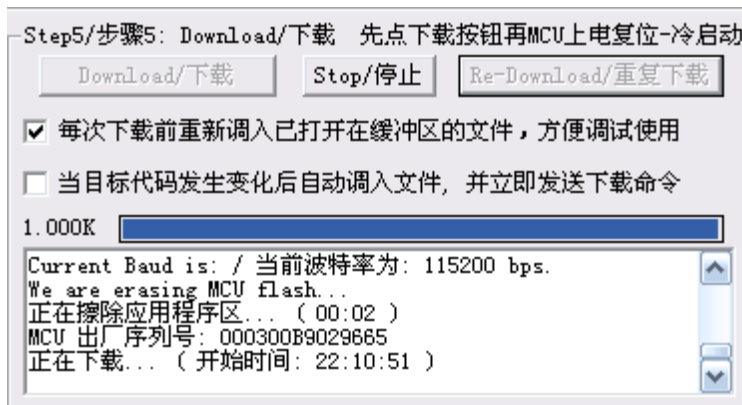 Step5/步骤5: Download/下载  先点下载按钮再MCU上电复位-冷启动
Download/下载 Stop/停止 Re-Download/重复下载
每次下载前重新调入已打开在缓冲区的文件，方便调试使用
当目标代码发生变化后自动调入文件, 并立即发送下载命令
1.000K
Current Baud is: / 当前波特率为: 115200 bps.
We are erasing MCU flash...
正在擦除应用程序区... ( 00:02 )
MCU 出厂序列号: 000300B9029665
正在下载... ( 开始时间: 22:10:51 )